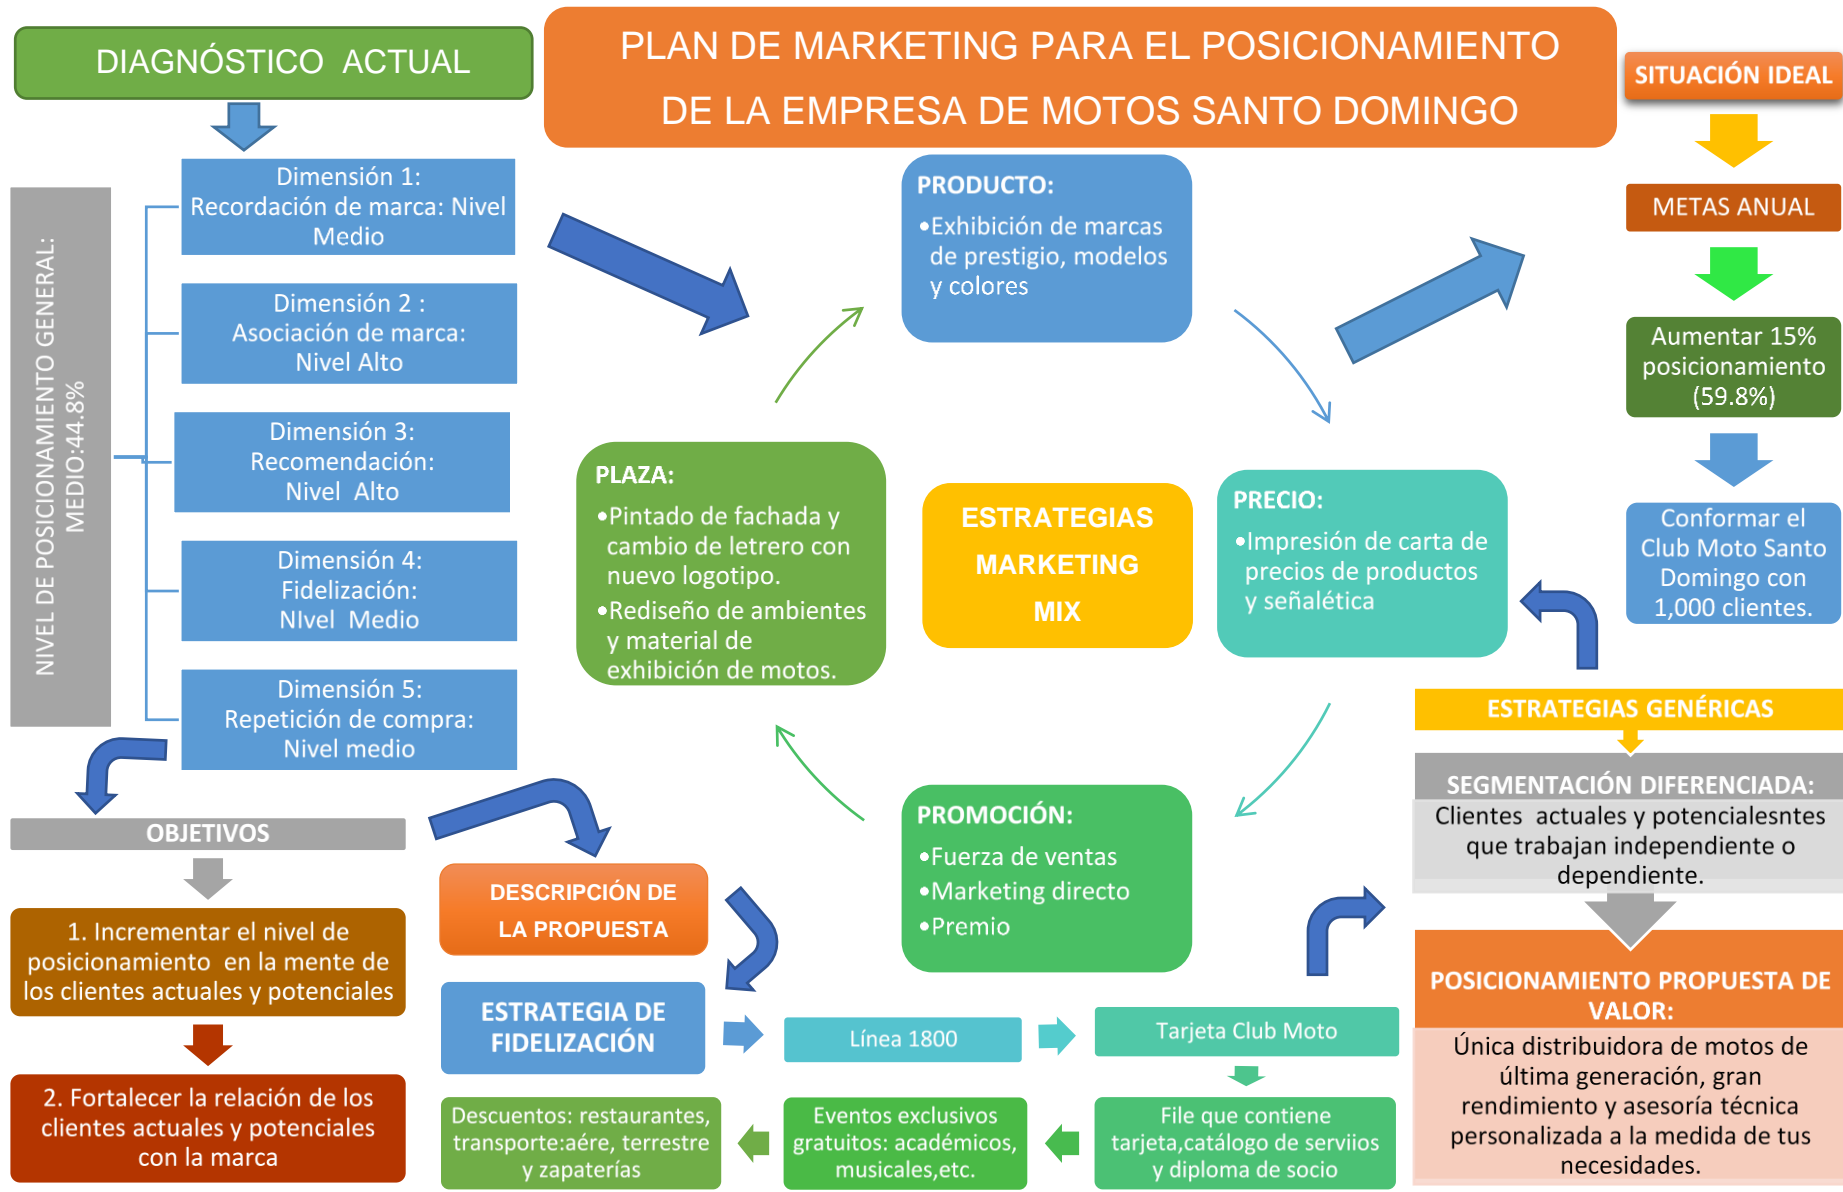 DIAGNÓSTICO ACTUAL
PLAN DE MARKETING PARA EL POSICIONAMIENTO
DE LA EMPRESA DE MOTOS SANTO DOMINGO
SITUACIÓN IDEAL
NIVEL DE POSICIONAMIENTO GENERAL:
MEDIO:44.8%
Dimensión 1:
Recordación de marca: Nivel
Medio
Dimensión 2 :
Asociación de marca:
Nivel Alto
Dimensión 3:
Recomendación:
Nivel Alto
Dimensión 4:
Fidelización:
NIvel Medio
Dimensión 5:
Repetición de compra:
Nivel medio
PRODUCTO:
•Exhibición de marcas
de prestigio, modelos
y colores
PLAZA:
•Pintado de fachada y
cambio de letrero con
nuevo logotipo.
•Rediseño de ambientes
y material de
exhibición de motos.
ESTRATEGIAS
MARKETING
MIX
PRECIO:
•Impresión de carta de
precios de productos
y señalética
PROMOCIÓN:
•Fuerza de ventas
•Marketing directo
•Premio
METAS ANUAL
Aumentar 15%
posicionamiento
(59.8%)
Conformar el
Club Moto Santo
Domingo con
1,000 clientes.
ESTRATEGIAS GENÉRICAS
SEGMENTACIÓN DIFERENCIADA:
Clientes actuales y potencialesntes
que trabajan independiente o
dependiente.
POSICIONAMIENTO PROPUESTA DE
VALOR:
Única distribuidora de motos de
última generación, gran
rendimiento y asesoría técnica
personalizada a la medida de tus
necesidades.
OBJETIVOS
1. Incrementar el nivel de
posicionamiento en la mente de
los clientes actuales y potenciales
2. Fortalecer la relación de los
clientes actuales y potenciales
con la marca
DESCRIPCIÓN DE
LA PROPUESTA
ESTRATEGIA DE
FIDELIZACIÓN
Línea 1800
Tarjeta Club Moto
File que contiene
tarjeta,catálogo de serviios
y diploma de socio
Eventos exclusivos
gratuitos: académicos,
musicales,etc.
Descuentos: restaurantes,
transporte:aére, terrestre
y zapaterías